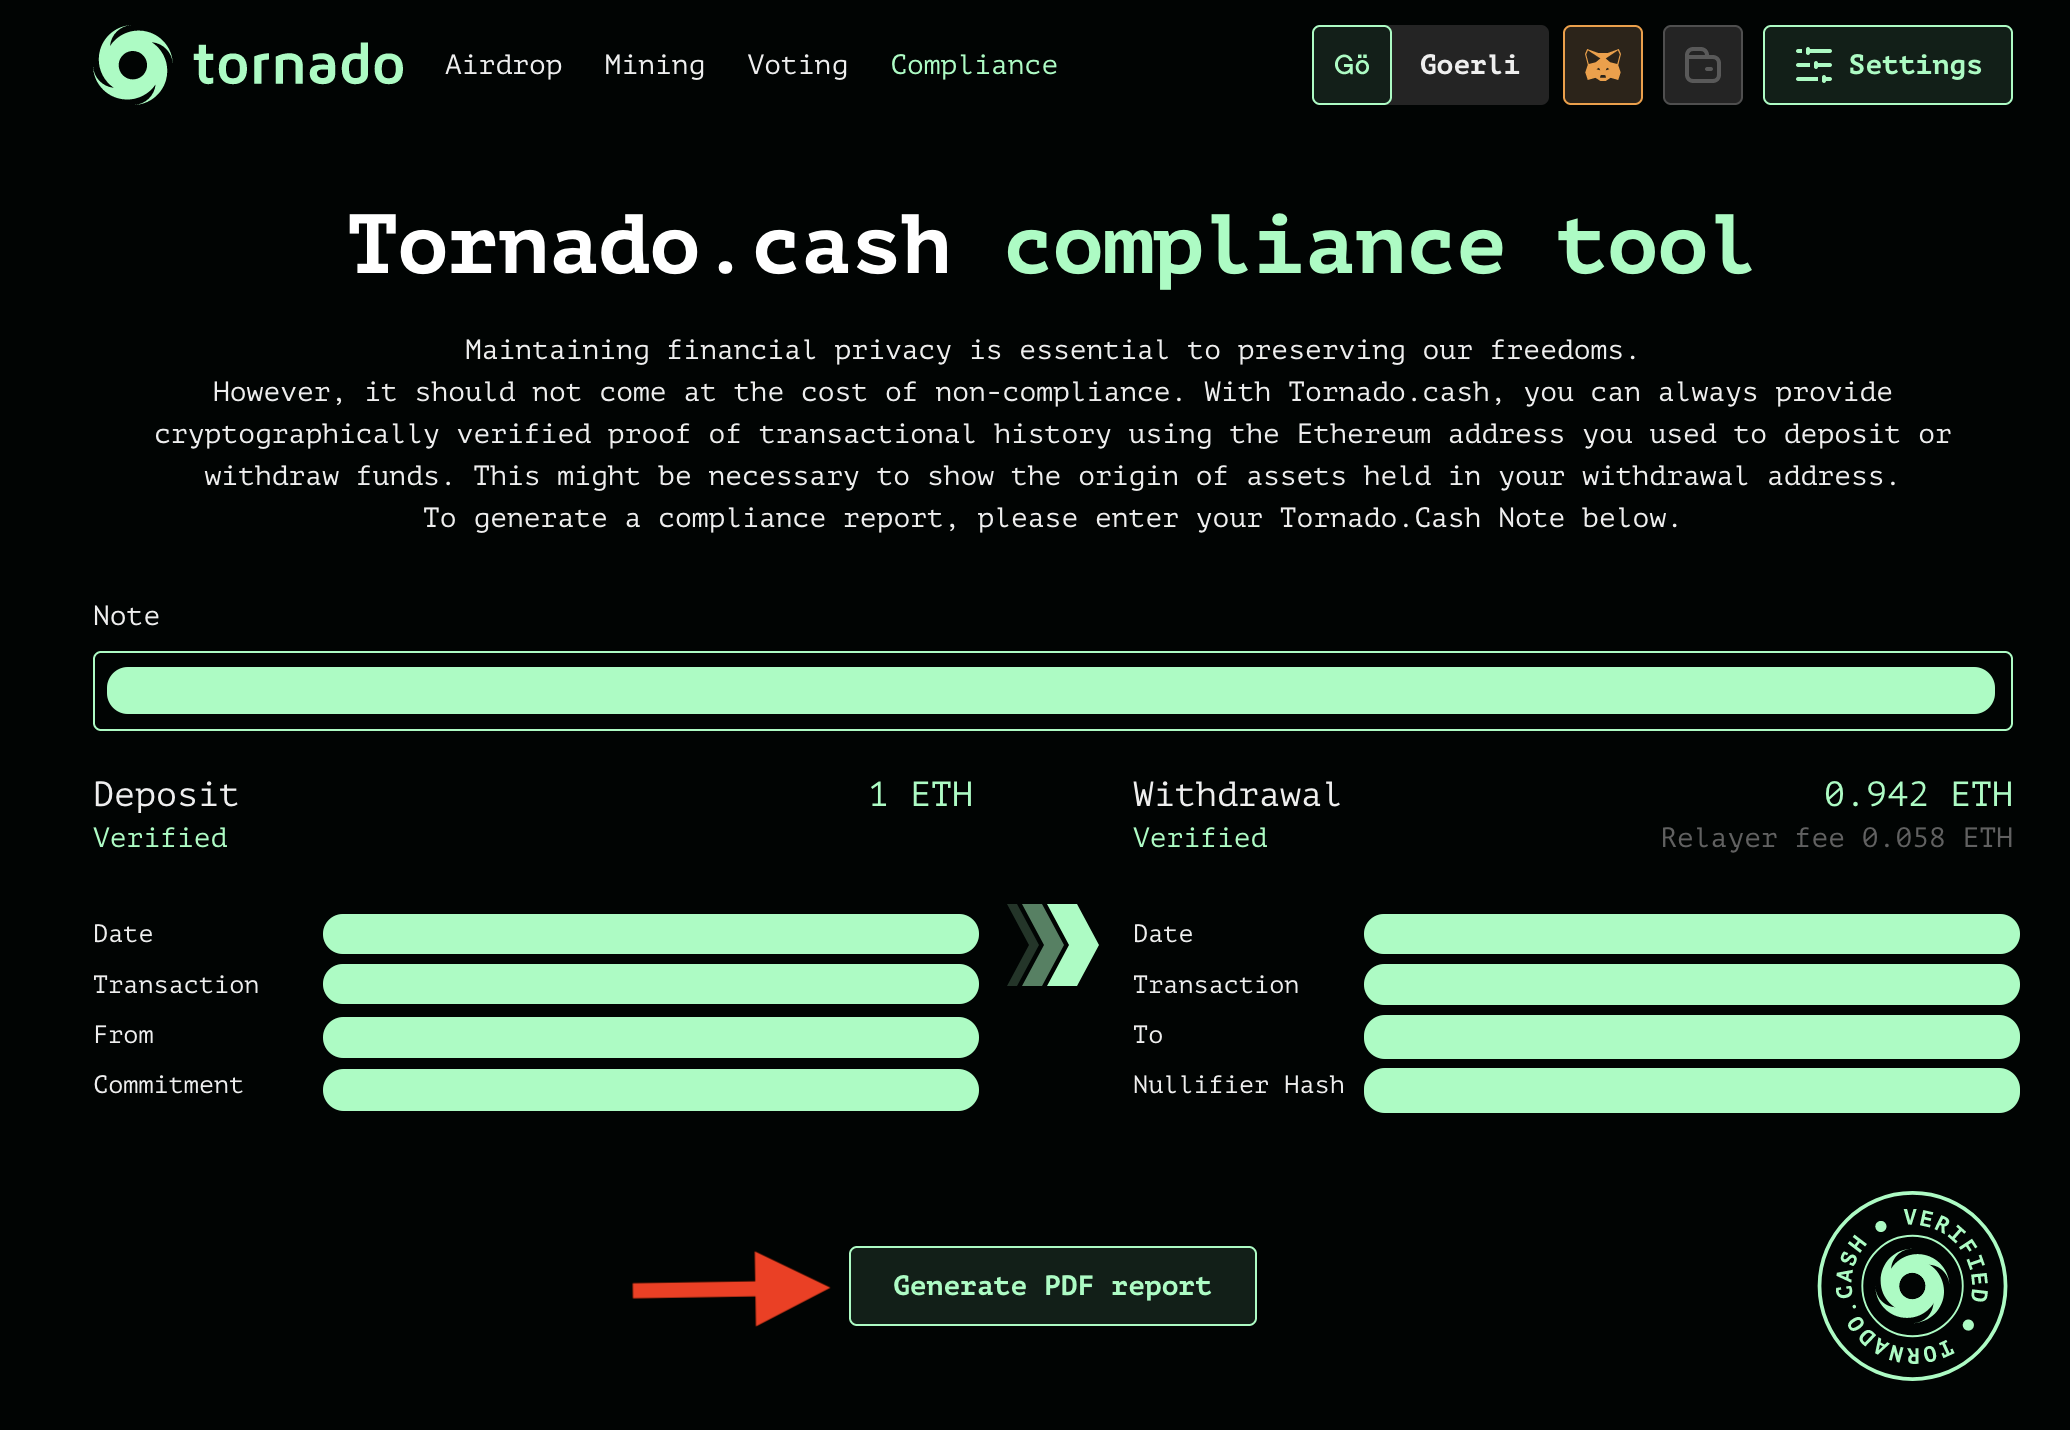 tornado Airdrop Mining Voting Compliance Gö Goerli Settings
Tornado.cash compliance tool
Maintaining financial privacy is essential to preserving our freedoms.
However, it should not come at the cost of non-compliance. With Tornado.cash, you can always provide
cryptographically verified proof of transactional history using the Ethereum address you used to deposit or
withdraw funds. This might be necessary to show the origin of assets held in your withdrawal address.
To generate a compliance report, please enter your Tornado.Cash Note below.
Note
Deposit 1 ETH
Verified
Date
Transaction
From
Commitment
Withdrawal 0.942 ETH
Verified Relayer fee 0.058 ETH
Date
Transaction
To
Nullifier Hash
Generate PDF report
VERIFIED • TORNADO.CASH •